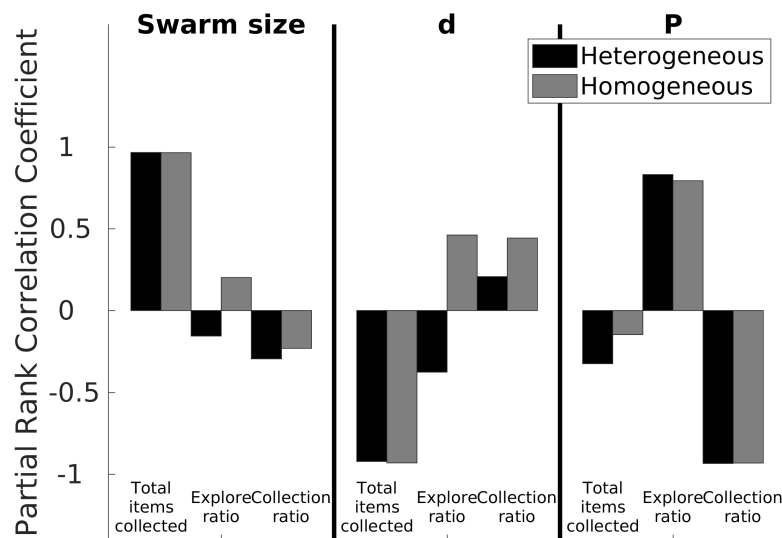 Swarm size
d
P
Heterogeneous
Homogeneous
Partial Rank Correlation Coefficient
1
0.5
0
-0.5
-1
Total
items
collected
Explore
ratio
Collection
ratio
Total
items
collected
Explore
ratio
Collection
ratio
Total
items
collected
Explore
ratio
Collection
ratio